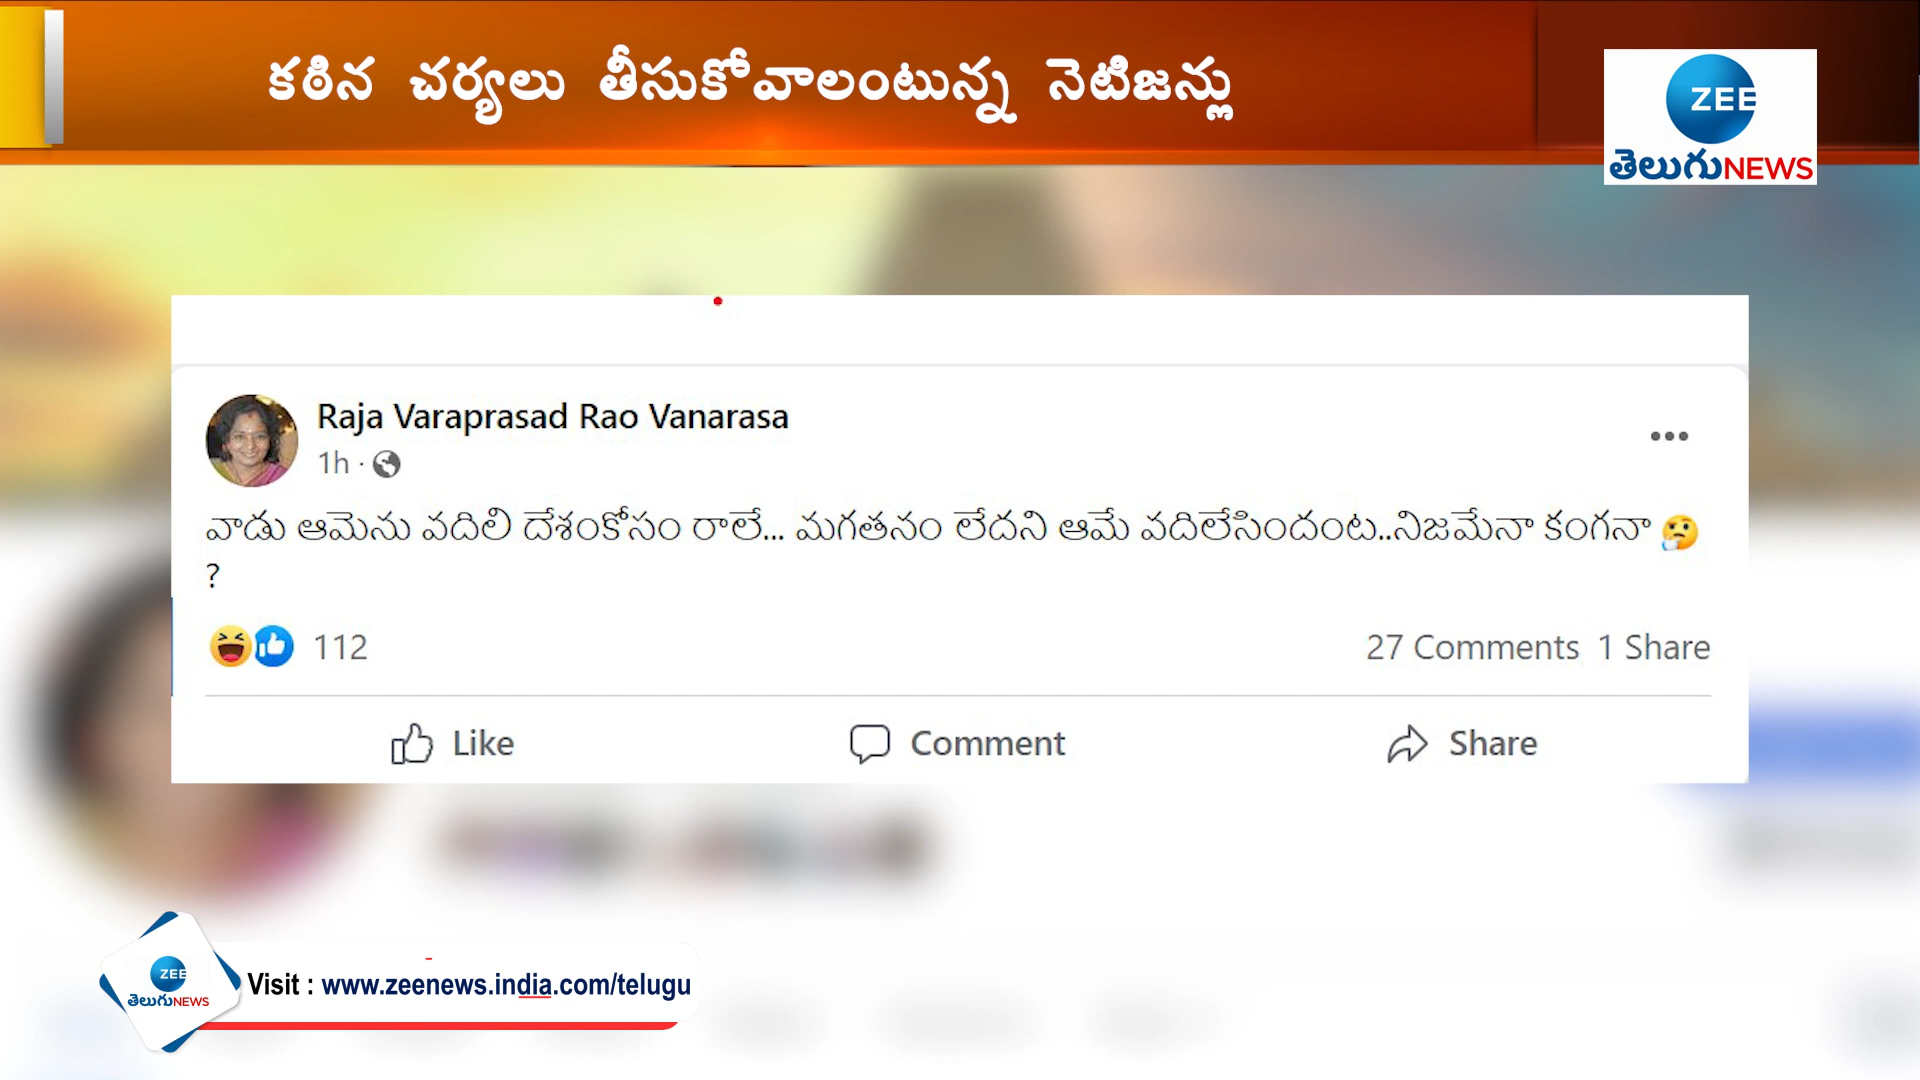 కఠిన చర్యలు తీసుకోవాలంటున్న నెటిజన్లు
ZEE
తెలుగుNEWS
Raja Varaprasad Rao Vanarasa
1h ·
వాడు ఆమెను వదిలి దేశంకోసం రాలే... మగతనం లేదని ఆమే వదిలేసిందంట..నిజమేనా కంగనా 🤔
?
112
27 Comments 1 Share
Like Comment Share
ZEE
తెలుగుNEWS
Visit : www.zeenews.india.com/telugu